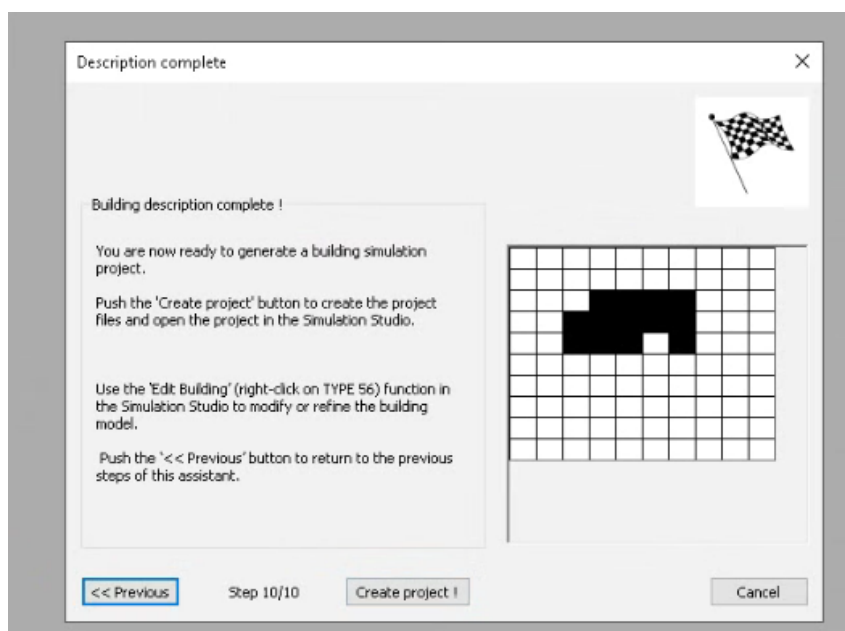 Description complete
Building description complete !
You are now ready to generate a building simulation
project.
Push the 'Create project' button to create the project
files and open the project in the Simulation Studio.
Use the 'Edit Building' (right-click on TYPE 56) function in
the Simulation Studio to modify or refine the building
model.
Push the '<< Previous' button to return to the previous
steps of this assistant.
<< Previous
Step 10/10
Create project !
Cancel